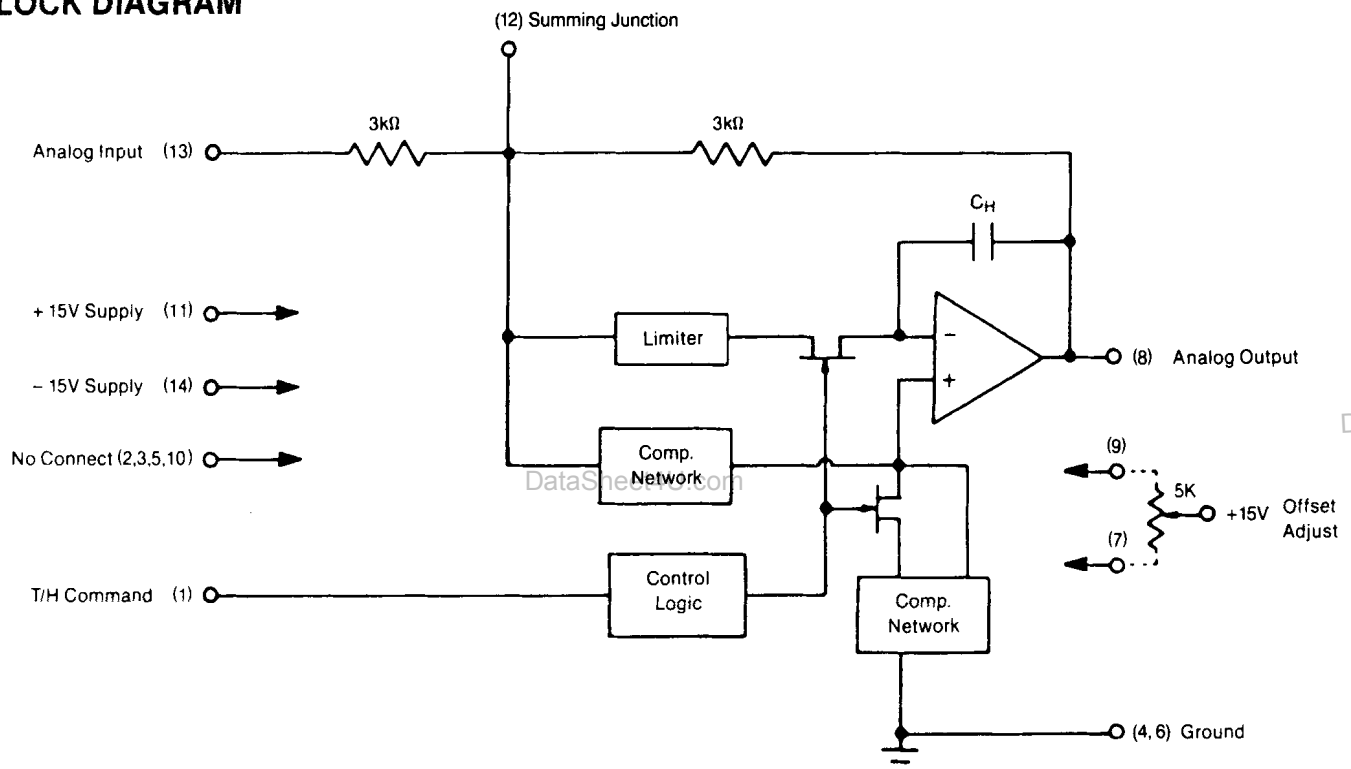 LOCK DIAGRAM
(12) Summing Junction
3kΩ
3kΩ
Analog Input (13)
CH
+ 15V Supply (11)
Limiter
−
(8) Analog Output
− 15V Supply (14)
+
(9)
No Connect (2,3,5,10)
Comp.
Network
5K
+15V Offset
Adjust
(7)
T/H Command (1)
Control
Logic
Comp.
Network
(4, 6) Ground